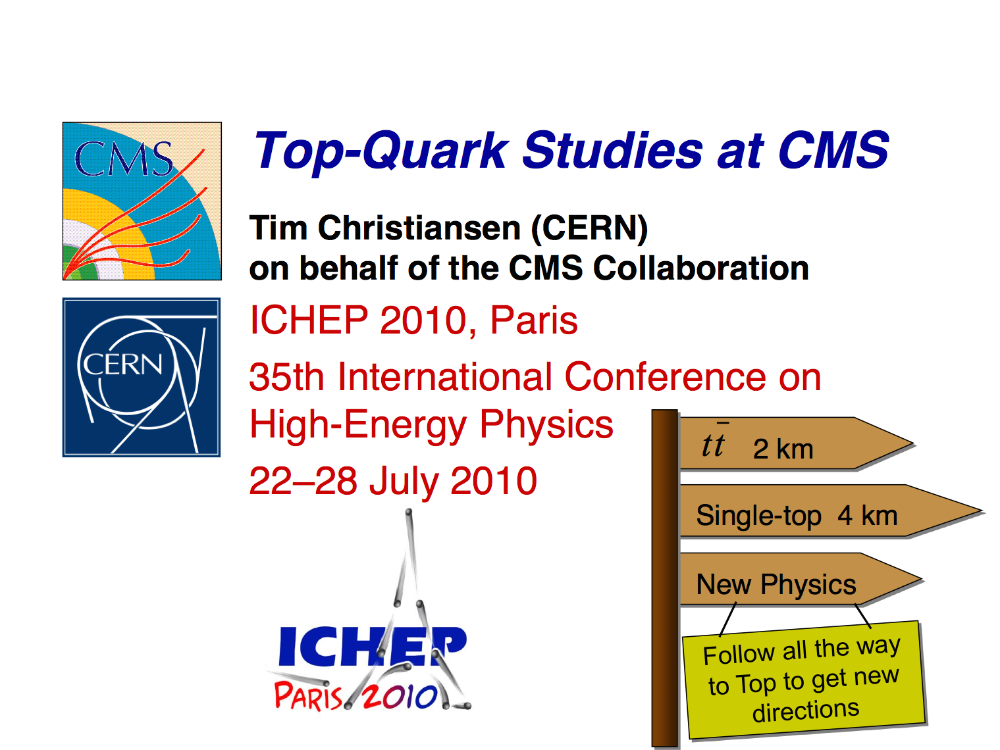 CMS
Top-Quark Studies at CMS
Tim Christiansen (CERN)
on behalf of the CMS Collaboration
CERN
ICHEP 2010, Paris
35th International Conference on
High-Energy Physics
22–28 July 2010
ICHEP
PARIS 2010
tt̄ 2 km
Single-top 4 km
New Physics
Follow all the way
to Top to get new
directions